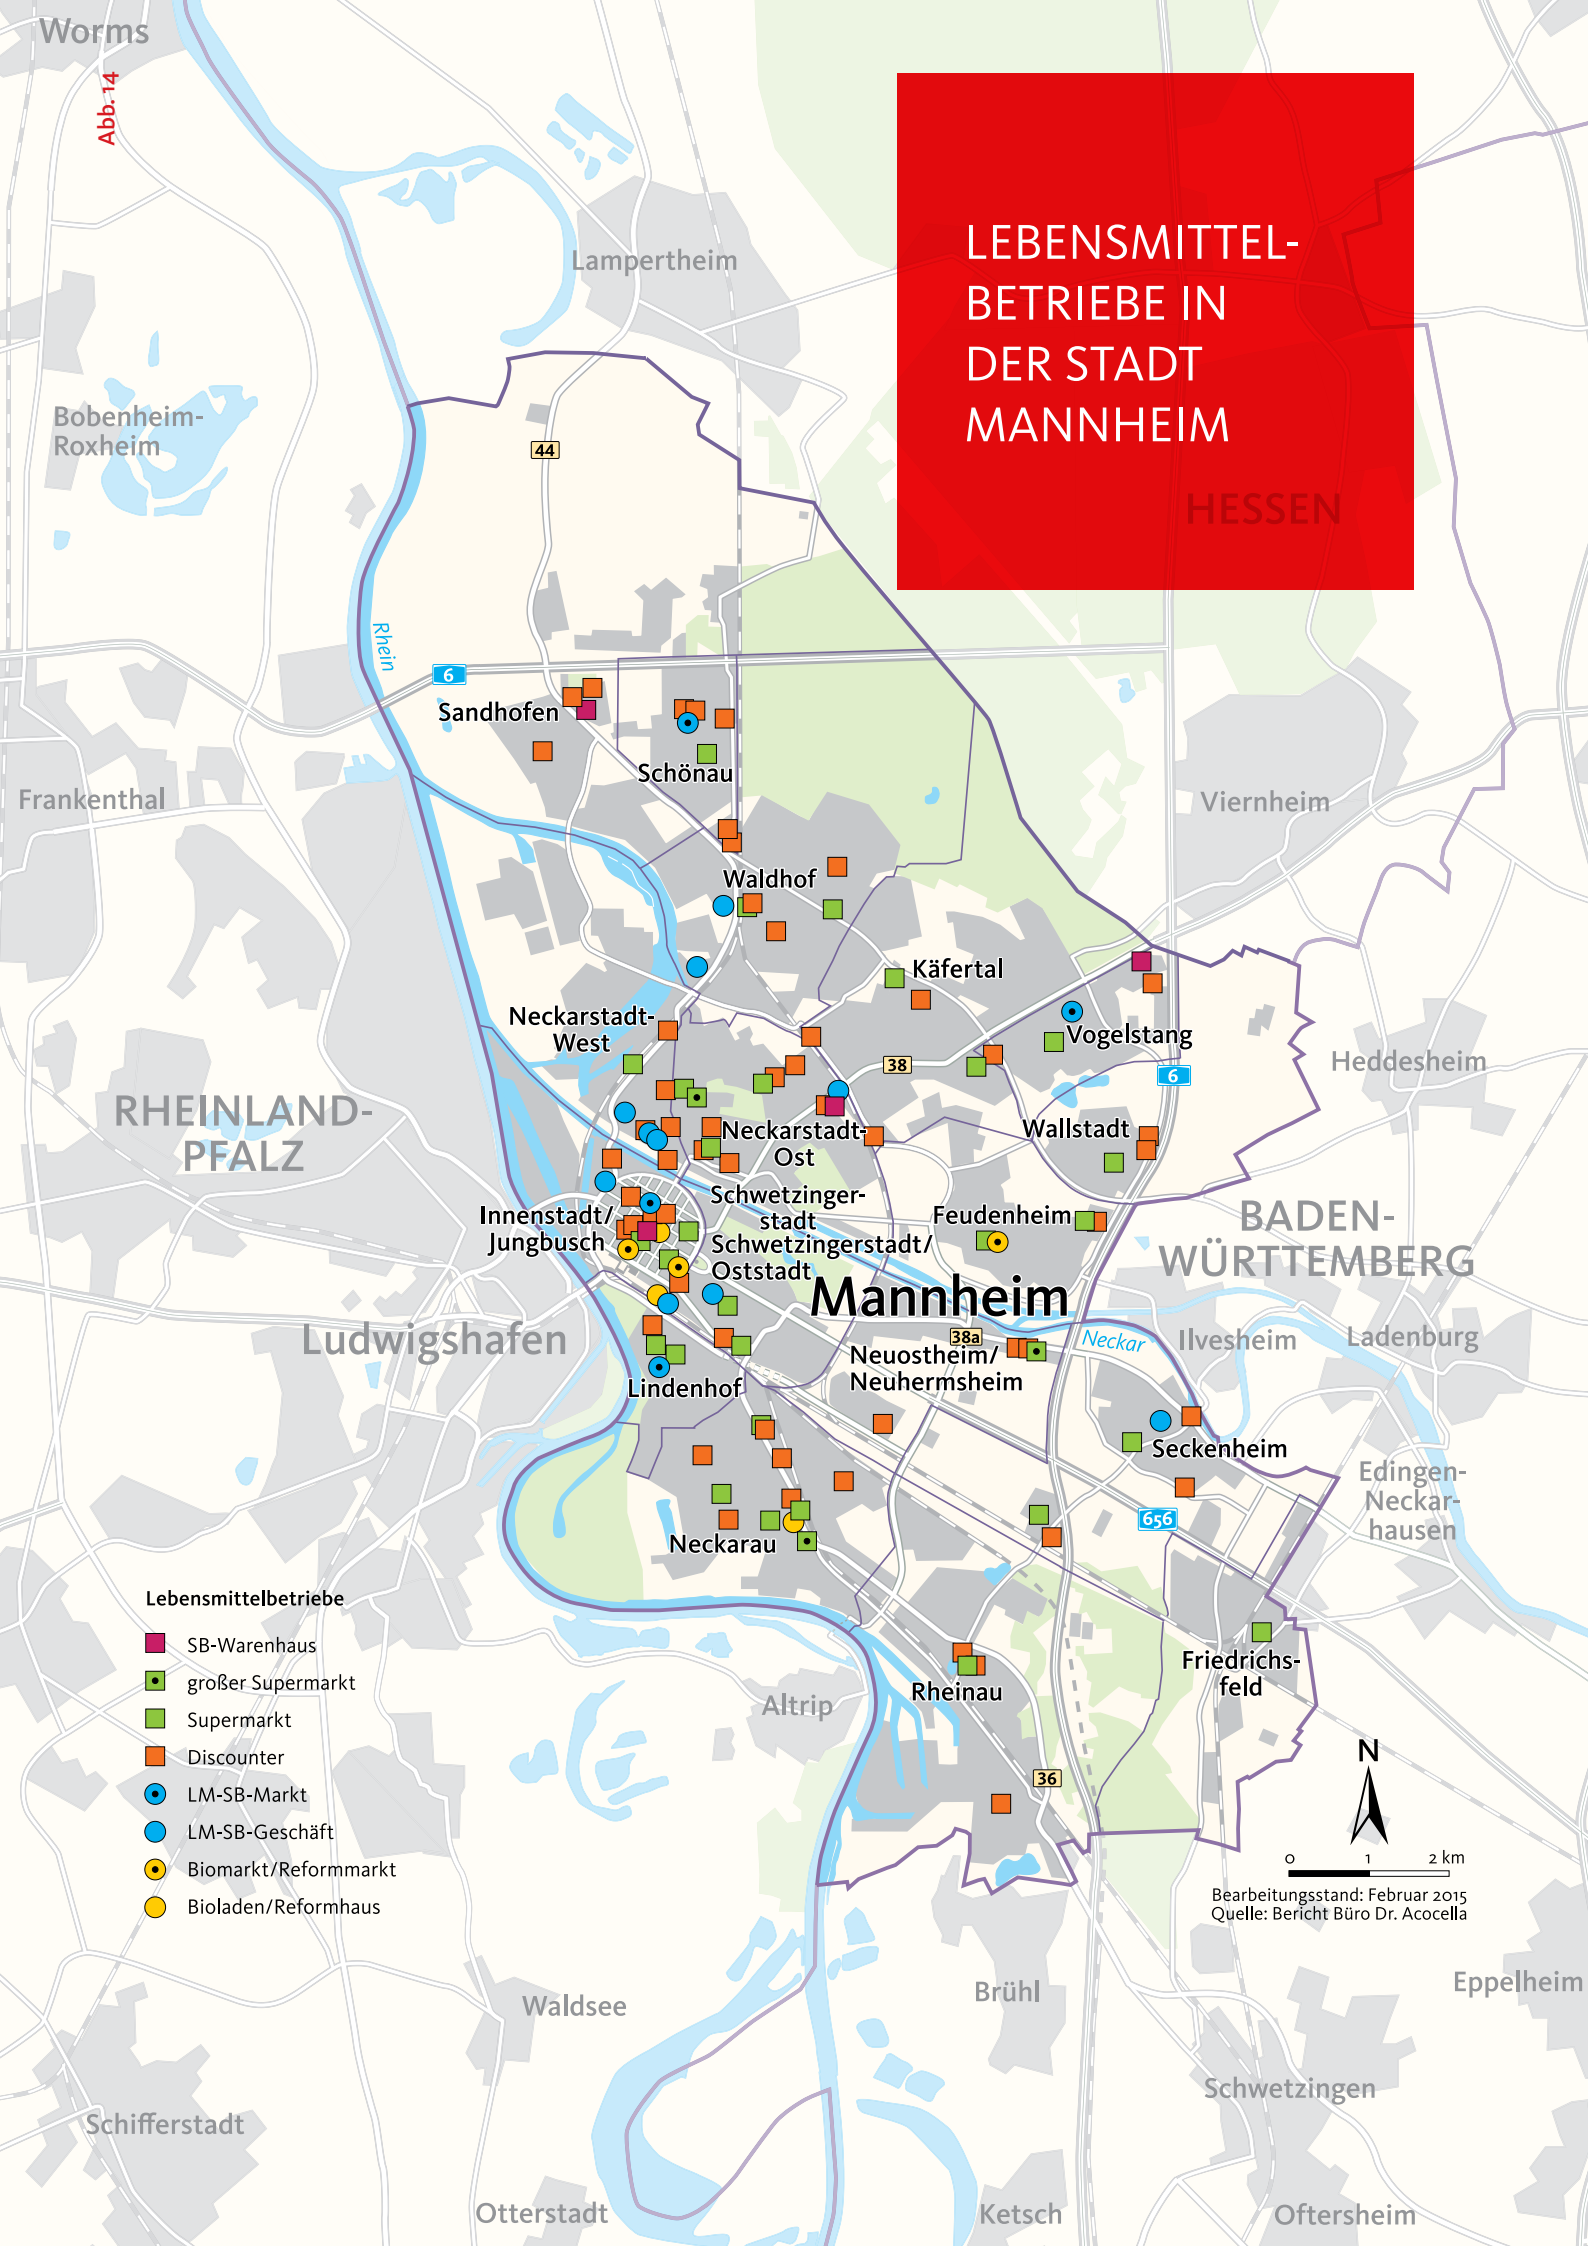 Worms
Abb. 14
LEBENSMITTEL-
BETRIEBE IN
DER STADT
MANNHEIM
HESSEN
Lampertheim
Bobenheim-
Roxheim
44
Rhein
6
Sandhofen
Schönau
Frankenthal
Viernheim
Waldhof
Käfertal
Neckarstadt-
West
Vogelstang
38
Heddesheim
6
RHEINLAND-
PFALZ
Neckarstadt-
Ost
Wallstadt
Schwetzinger-
stadt
Innenstadt/
Jungbusch
Feudenheim
BADEN-
WÜRTTEMBERG
Schwetzingerstadt/
Oststadt
Mannheim
Ludwigshafen
38a
Neckar
Ilvesheim
Ladenburg
Neuostheim/
Neuhermsheim
Lindenhof
Seckenheim
Edingen-
Neckar-
hausen
656
Neckarau
Lebensmittelbetriebe
SB-Warenhaus
großer Supermarkt
Supermarkt
Discounter
LM-SB-Markt
LM-SB-Geschäft
Biomarkt/Reformmarkt
Bioladen/Reformhaus
Friedrichs-
feld
Rheinau
Altrip
36
N
0 1 2 km
Bearbeitungsstand: Februar 2015
Quelle: Bericht Büro Dr. Acocella
Waldsee
Brühl
Eppelheim
Schwetzingen
Schifferstadt
Otterstadt
Ketsch
Oftersheim